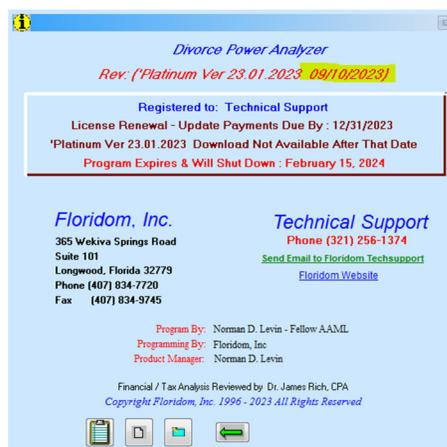 Divorce Power Analyzer
Rev: {'Platinum Ver 23.01.2023 09/10/2023}
Registered to: Technical Support
License Renewal - Update Payments Due By : 12/31/2023
'Platinum Ver 23.01.2023 Download Not Available After That Date
Program Expires & Will Shut Down : February 15, 2024
Floridom, Inc.
365 Wekiva Springs Road
Suite 101
Longwood, Florida 32779
Phone (407) 834-7720
Fax (407) 834-9745
Technical Support
Phone (321) 256-1374
Send Email to Floridom Techsupport
Floridom Website
Program By: Norman D. Levin - Fellow AAML
Programming By: Floridom, Inc
Product Manager: Norman D. Levin
Financial / Tax Analysis Reviewed by Dr. James Rich, CPA
Copyright Floridom, Inc. 1996 - 2023 All Rights Reserved